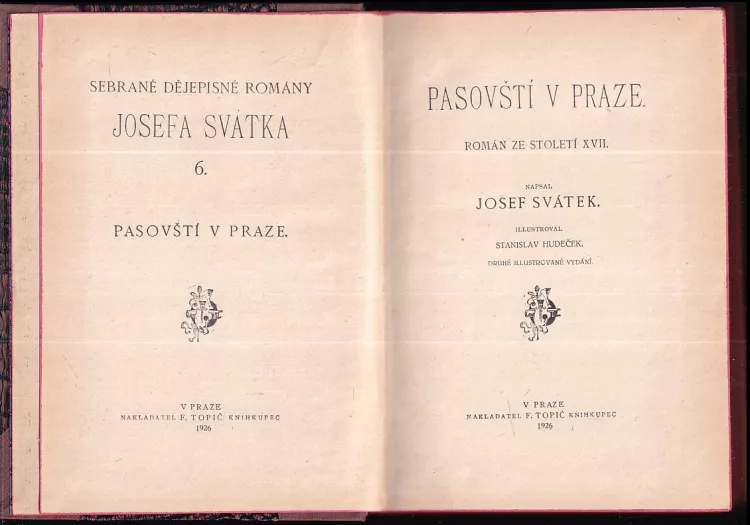 SEBRANÉ DĚJEPISNÉ ROMÁNY
JOSEFA SVÁTKA
6.
PASOVŠTÍ V PRAZE.
V PRAZE
NAKLADATEL F. TOPIČ KNIHKUPEC
1926
PASOVŠTÍ V PRAZE.
ROMÁN ZE STOLETÍ XVII.
NAPSAL
JOSEF SVÁTEK.
ILLUSTROVAL
STANISLAV HUDEČEK.
DRUHÉ ILLUSTROVANÉ VYDÁNÍ.
V PRAZE
NAKLADATEL F. TOPIČ KNIHKUPEC
1926